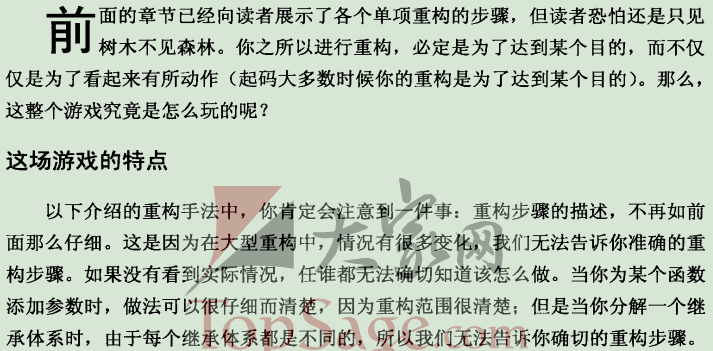 前面的章节已经向读者展示了各个单项重构的步骤，但读者恐怕还是只见
树木不见森林。你之所以进行重构，必定是为了达到某个目的，而不仅
仅是为了看起来有所动作（起码大多数时候你的重构是为了达到某个目的）。那么，
这整个游戏究竟是怎么玩的呢？
这场游戏的特点
以下介绍的重构手法中，你肯定会注意到一件事：重构步骤的描述，不再如前
面那么仔细。这是因为在大型重构中，情况有很多变化，我们无法告诉你准确的重
构步骤。如果没有看到实际情况，任谁都无法确切知道该怎么做。当你为某个函数
添加参数时，做法可以很仔细而清楚，因为重构范围很清楚；但是当你分解一个继
承体系时，由于每个继承体系都是不同的，所以我们无法告诉你确切的重构步骤。
大家网
TopSage.com